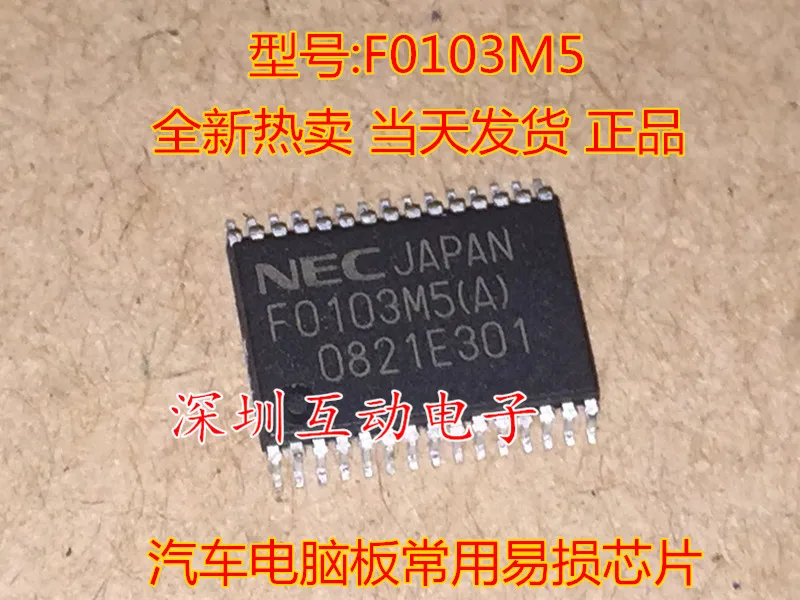 型号:F0103M5
全新热卖 当天发货 正品
NEC JAPAN
F0103M5(A)
0821E301
深圳互动电子
汽车电脑板常用易损芯片